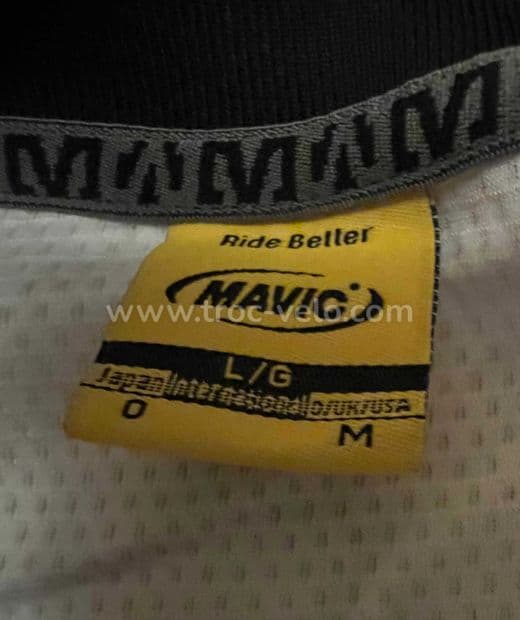 Ride Better
MAVIC
www.troc-velo.com
L/G
Japan International D/UK/USA
O M